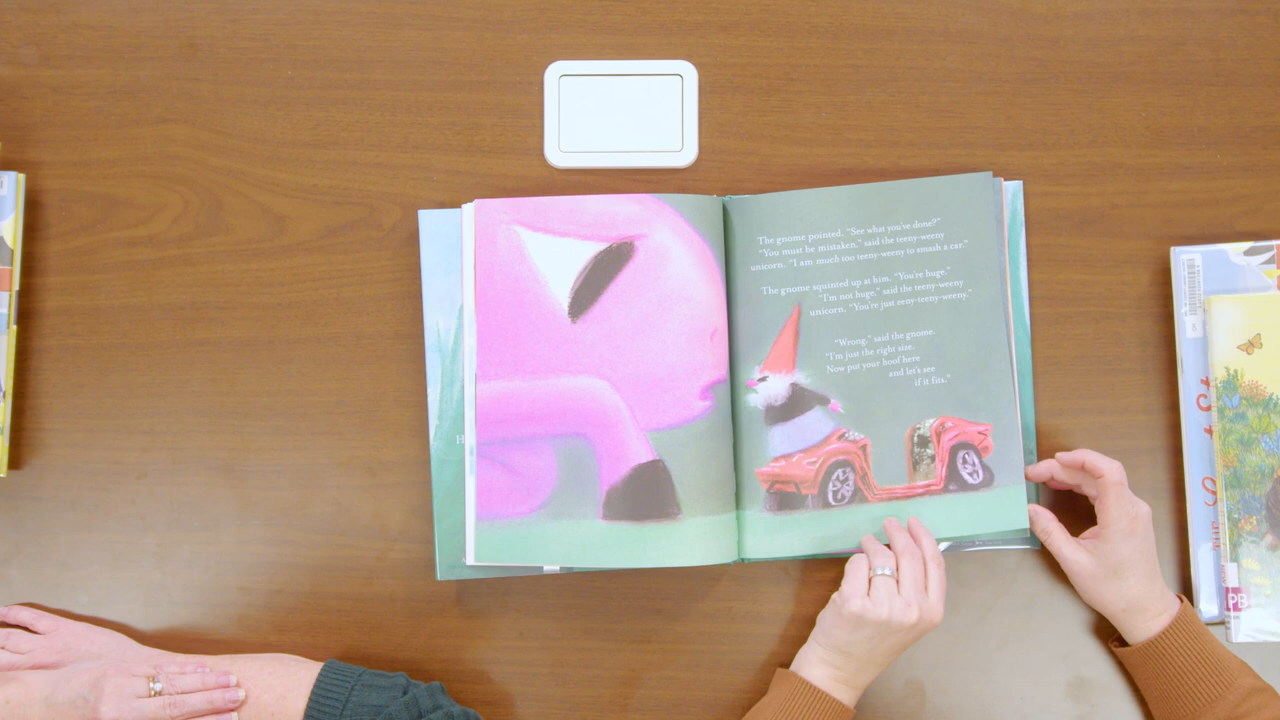 The gnome pointed. "See what you've done?"
"You must be mistaken," said the teeny-weeny
unicorn. "I am much too teeny-weeny to smash a car."
The gnome squinted up at him. "You're huge."
"I'm not huge," said the teeny-weeny
unicorn. "You're just eeny-teeny-weeny."
"Wrong," said the gnome.
"I'm just the right size.
Now put your hoof here
and let's see
if it fits."
H
PB